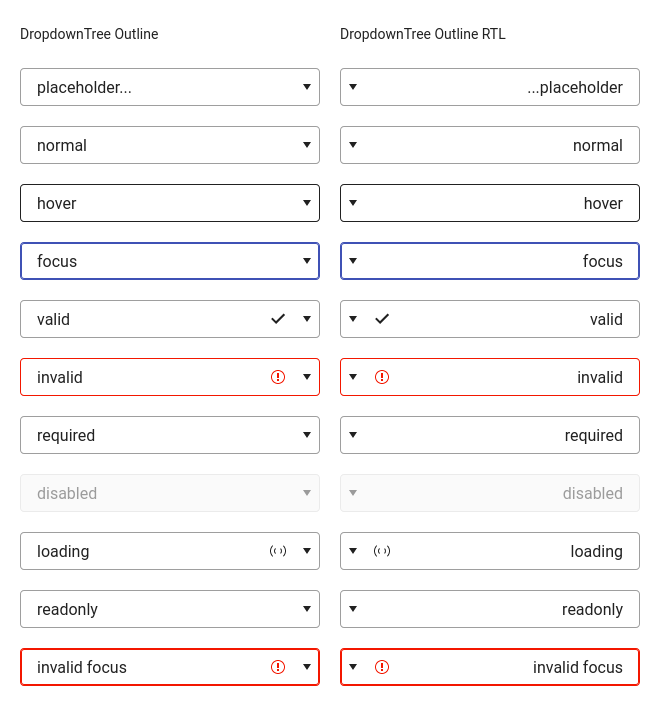 DropdownTree Outline
DropdownTree Outline RTL
placeholder...
...placeholder
normal
normal
hover
hover
focus
focus
valid
valid
invalid
invalid
required
required
disabled
disabled
loading
loading
readonly
readonly
invalid focus
invalid focus